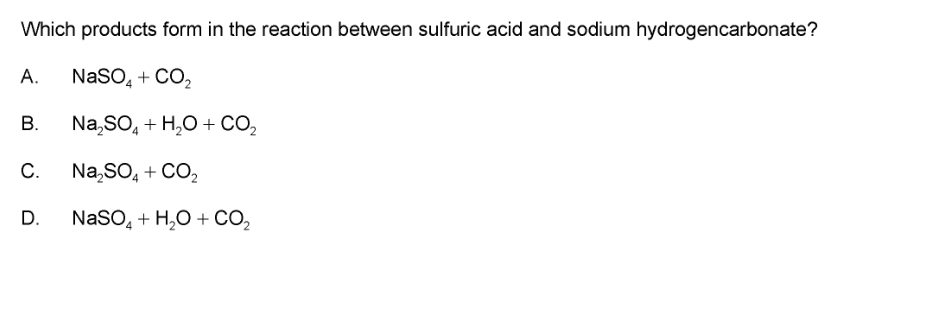 Which products form in the reaction between sulfuric acid and sodium hydrogencarbonate?
A. NaSO₄ + CO₂
B. Na₂SO₄ + H₂O + CO₂
C. Na₂SO₄ + CO₂
D. NaSO₄ + H₂O + CO₂